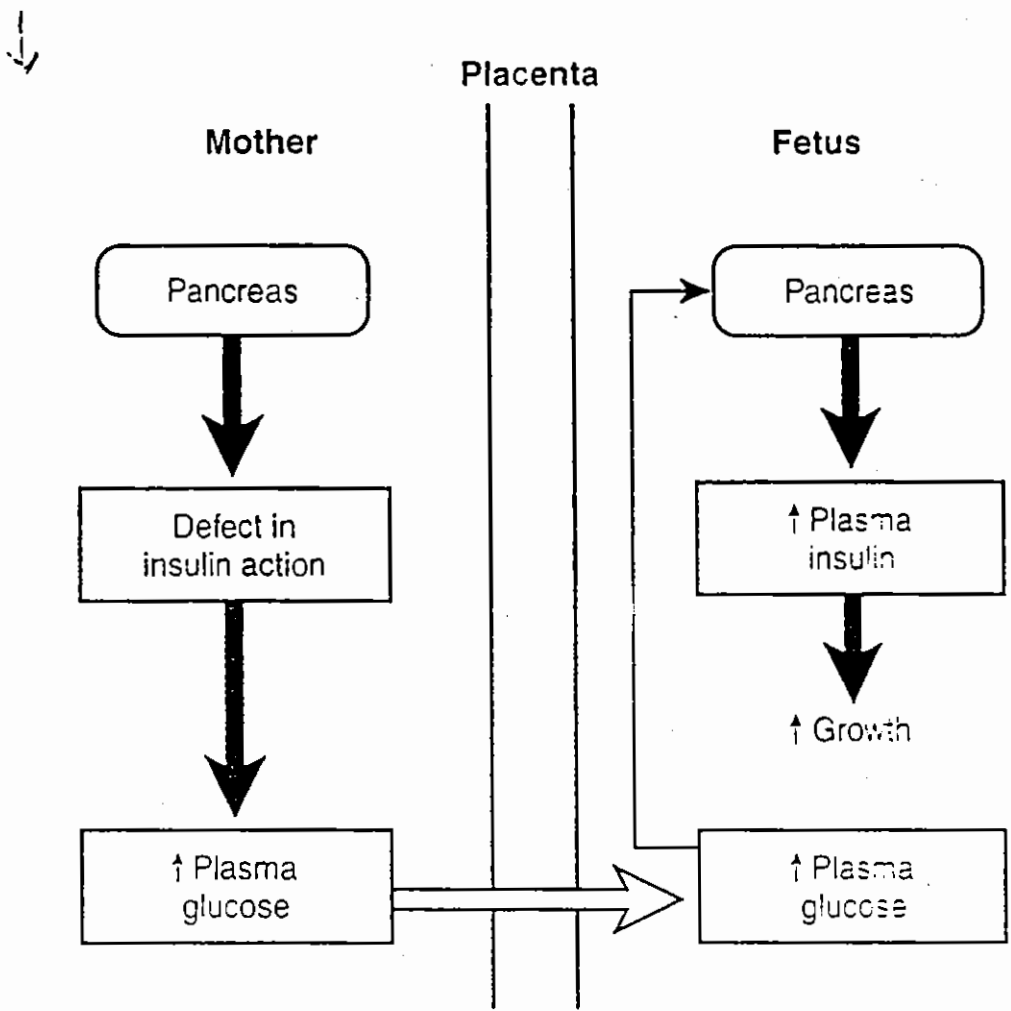 Placenta
Mother
Fetus
Pancreas
Pancreas
Defect in
insulin action
↑ Plasma
insulin
↑ Growth
↑ Plasma
glucose
↑ Plasma
glucose